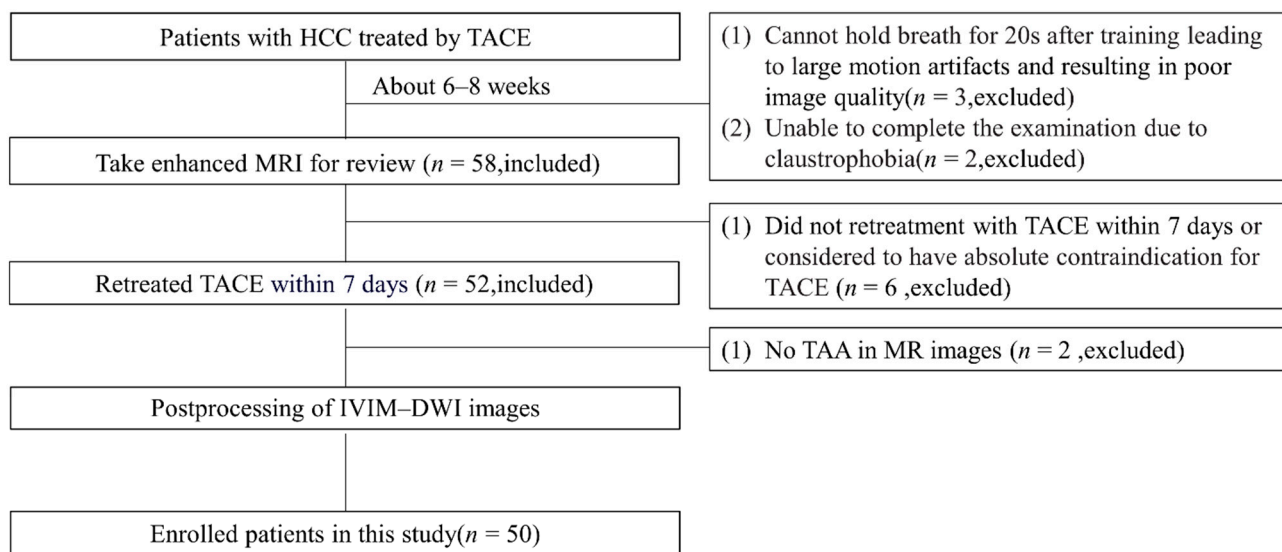 Patients with HCC treated by TACE
About 6–8 weeks
(1) Cannot hold breath for 20s after training leading
to large motion artifacts and resulting in poor
image quality(n = 3,excluded)
(2) Unable to complete the examination due to
claustrophobia(n = 2,excluded)
Take enhanced MRI for review (n = 58,included)
(1) Did not retreatment with TACE within 7 days or
considered to have absolute contraindication for
TACE (n = 6 ,excluded)
Retreated TACE within 7 days (n = 52,included)
(1) No TAA in MR images (n = 2 ,excluded)
Postprocessing of IVIM–DWI images
Enrolled patients in this study(n = 50)